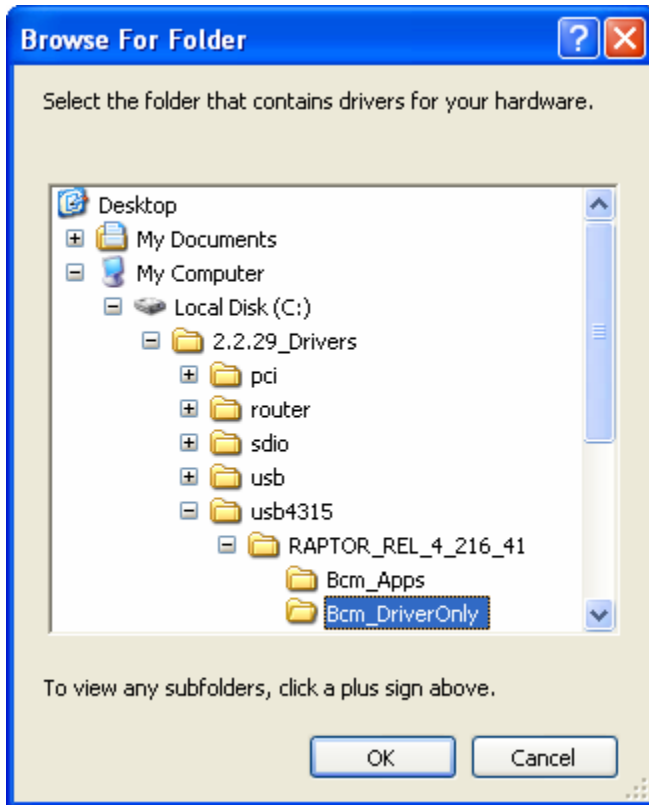 Browse For Folder
Select the folder that contains drivers for your hardware.
Desktop
My Documents
My Computer
Local Disk (C:)
2.2.29_Drivers
pci
router
sdio
usb
usb4315
RAPTOR_REL_4_216_41
Bcm_Apps
Bcm_DriverOnly
To view any subfolders, click a plus sign above.
OK Cancel